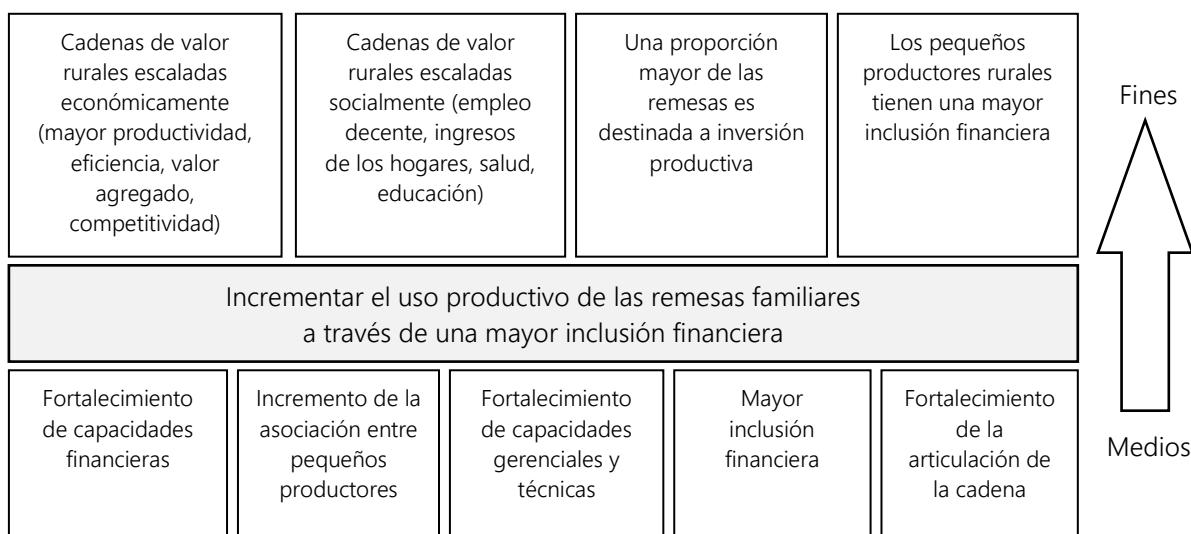 Cadenas de valor
rurales escaladas
económicamente
(mayor productividad,
eficiencia, valor
agregado,
competitividad)
Cadenas de valor
rurales escaladas
socialmente (empleo
decente, ingresos
de los hogares, salud,
educación)
Una proporción
mayor de las
remesas es
destinada a inversión
productiva
Los pequeños
productores rurales
tienen una mayor
inclusión financiera
Fines
Incrementar el uso productivo de las remesas familiares
a través de una mayor inclusión financiera
Fortalecimiento
de capacidades
financieras
Incremento de la
asociación entre
pequeños
productores
Fortalecimiento
de capacidades
gerenciales y
técnicas
Mayor
inclusión
financiera
Fortalecimiento
de la
articulación de
la cadena
Medios